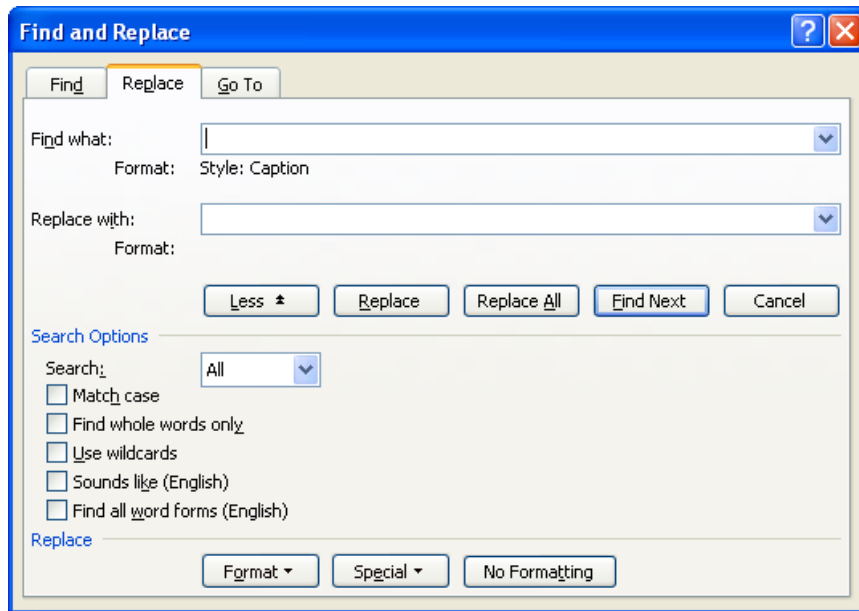 Find and Replace
Find Replace Go To
Find what:
Format: Style: Caption
Replace with:
Format:
Less Replace Replace All Find Next Cancel
Search Options
Search: All
Match case
Find whole words only
Use wildcards
Sounds like (English)
Find all word forms (English)
Replace
Format Special No Formatting